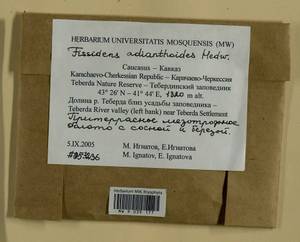 HERBARIUM UNIVERSITATIS MOSQUENSIS (MW)
Fissidens adianthoides Hedw.
Caucasus – Кавказ
Karachaevo-Cherkessian Republic – Карачаево-Черкессия
Teberda Nature Reserve – Тебердинский заповедник
43° 26' N – 41° 44' E, 1320 m alt.
Долина р. Теберда близ усадьбы заповедника –
Teberda River valley (left bank) near Teberda Settlement
Притеррасное мезотрофное
болото с сосной и березой.
5.IX.2005 М. Игнатов, Е.Игнатова
M. Ignatov, E. Ignatova
Herbarium MW, Bryophyta